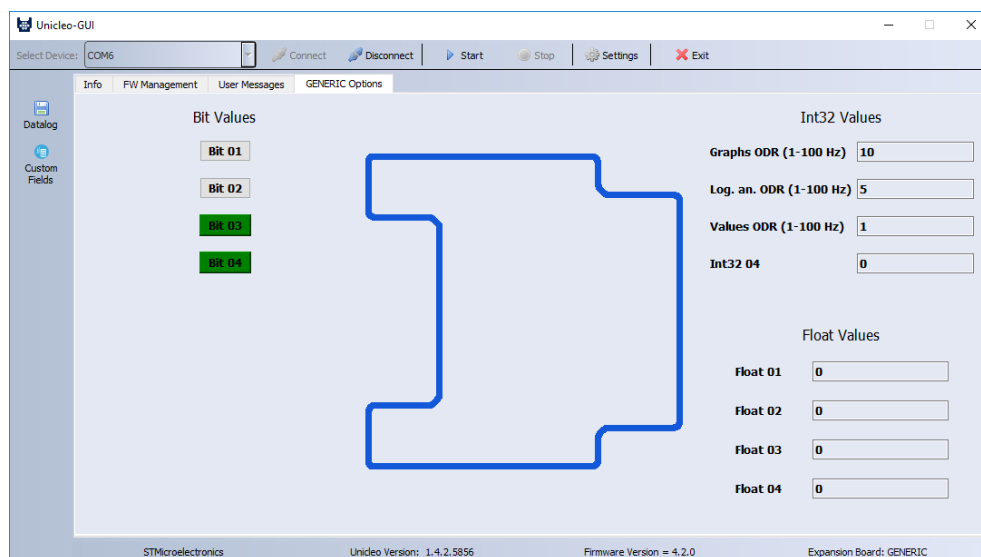 Unicleo-GUI
Select Device: COM6 Connect Disconnect Start Stop Settings Exit
Info FW Management User Messages GENERIC Options
Datalog
Custom
Fields
Bit Values
Bit 01
Bit 02
Bit 03
Bit 04
Int32 Values
Graphs ODR (1-100 Hz) 10
Log. an. ODR (1-100 Hz) 5
Values ODR (1-100 Hz) 1
Int32 04 0
Float Values
Float 01 0
Float 02 0
Float 03 0
Float 04 0
STMicroelectronics Unicleo Version: 1.4.2.5856 Firmware Version = 4.2.0 Expansion Board: GENERIC